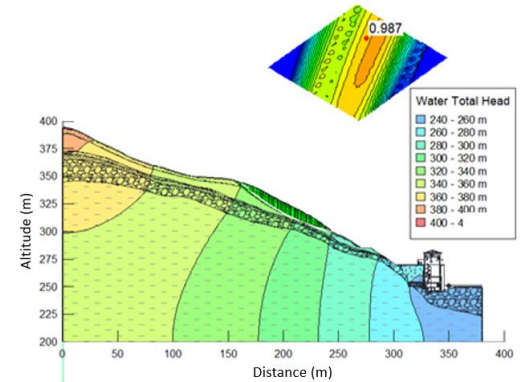 0.987
Water Total Head
240 - 260 m
260 - 280 m
280 - 300 m
300 - 320 m
320 - 340 m
340 - 360 m
360 - 380 m
380 - 400 m
400 - 4
400
375
350
325
300
275
250
225
200
Altitude (m)
0 50 100 150 200 250 300 350 400
Distance (m)